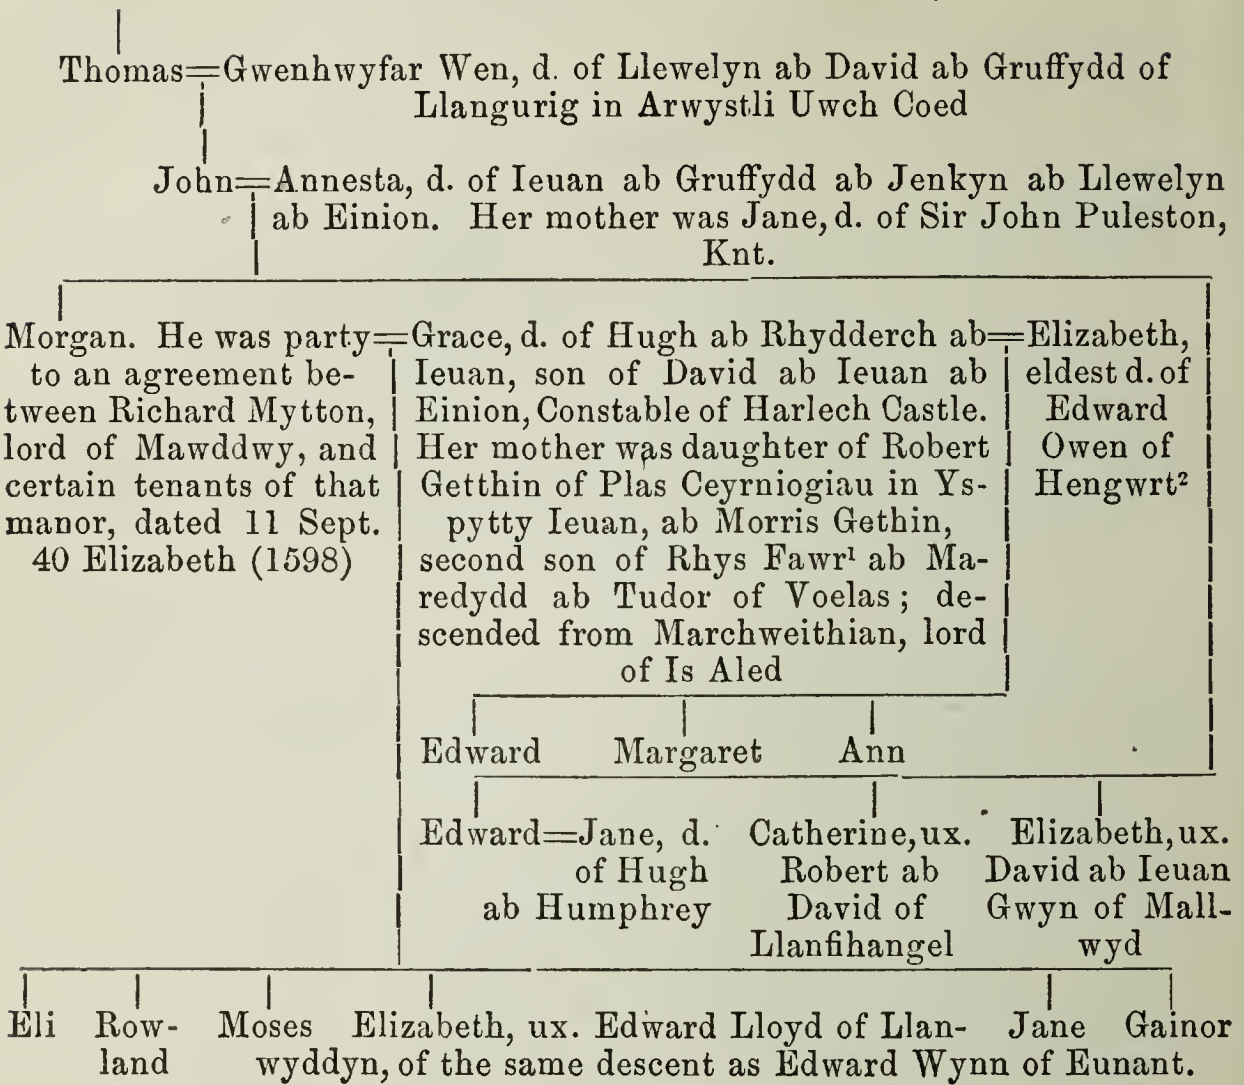 Thomas=Gwenhwyfar Wen, d. of Llewelyn ab David ab Gruffydd of
Llangurig in Arwystli Uwch Coed
John=Annesta, d. of Ieuan ab Gruffydd ab Jenkyn ab Llewelyn
ab Einion. Her mother was Jane, d. of Sir John Puleston,
Knt.
Morgan. He was party
to an agreement be-
tween Richard Mytton,
lord of Mawddwy, and
certain tenants of that
manor, dated 11 Sept.
40 Elizabeth (1598)
=Grace, d. of Hugh ab Rhydderch ab
Ieuan, son of David ab Ieuan ab
Einion, Constable of Harlech Castle.
Her mother was daughter of Robert
Getthin of Plas Ceyrniogiau in Ys-
pytty Ieuan, ab Morris Gethin,
second son of Rhys Fawr¹ ab Ma-
redydd ab Tudor of Voelas; de-
scended from Marchweithian, lord
of Is Aled
=Elizabeth,
eldest d. of
Edward
Owen of
Hengwrt²
Edward Margaret Ann
Edward=Jane, d.
of Hugh
ab Humphrey
Catherine, ux.
Robert ab
David of
Llanfihangel
Elizabeth, ux.
David ab Ieuan
Gwyn of Mall-
wyd
Eli
Row-
land
Moses
Elizabeth, ux. Edward Lloyd of Llan-
wyddyn, of the same descent as Edward Wynn of Eunant.
Jane
Gainor